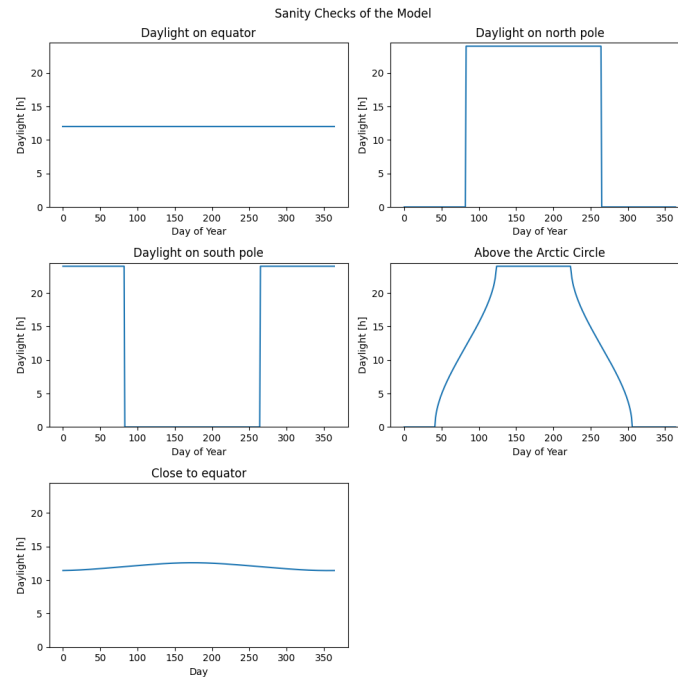 Sanity Checks of the Model
Daylight on equator
Daylight [h]
20
15
10
5
0
0 50 100 150 200 250 300 350
Day of Year
Daylight on north pole
Daylight [h]
20
15
10
5
0
0 50 100 150 200 250 300 350
Day of Year
Daylight on south pole
Daylight [h]
20
15
10
5
0
0 50 100 150 200 250 300 350
Day of Year
Above the Arctic Circle
Daylight [h]
20
15
10
5
0
0 50 100 150 200 250 300 350
Day of Year
Close to equator
Daylight [h]
20
15
10
5
0
0 50 100 150 200 250 300 350
Day